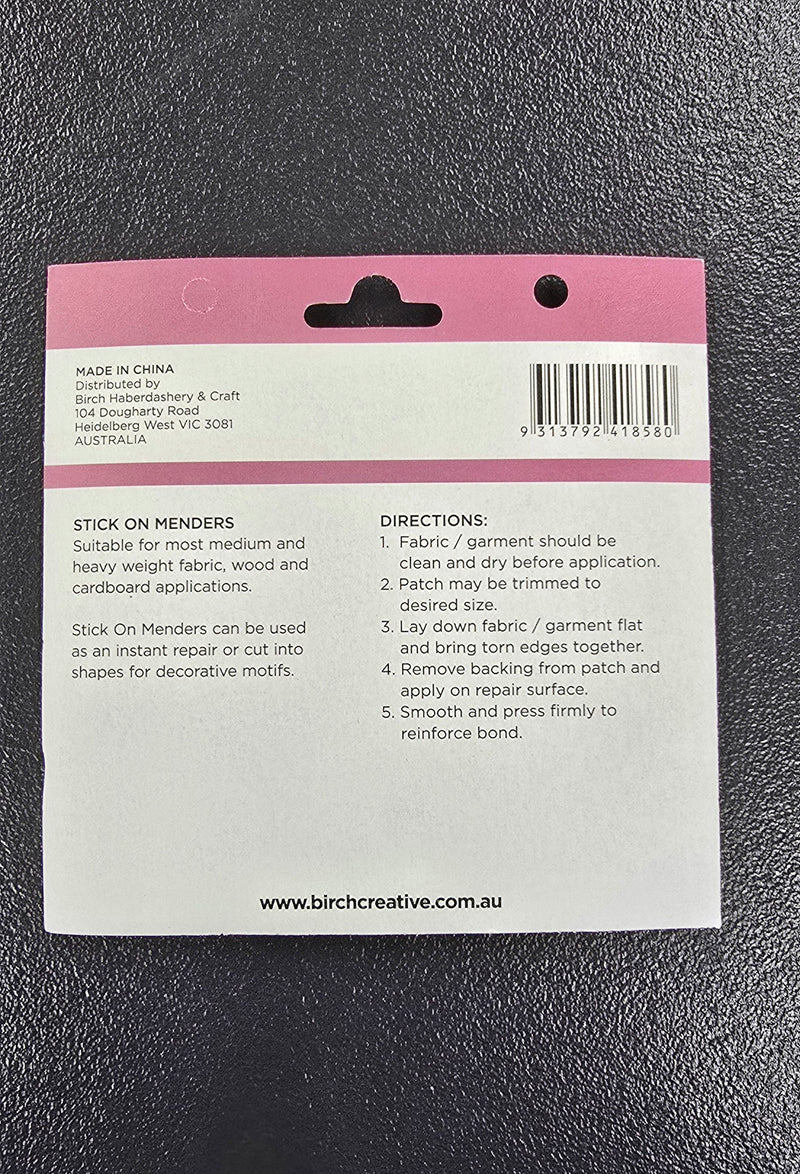 MADE IN CHINA
Distributed by
Birch Haberdashery & Craft
104 Dougharty Road
Heidelberg West VIC 3081
AUSTRALIA
9 313792 418580
STICK ON MENDERS
Suitable for most medium and
heavy weight fabric, wood and
cardboard applications.
Stick On Menders can be used
as an instant repair or cut into
shapes for decorative motifs.
DIRECTIONS:
1. Fabric / garment should be
clean and dry before application.
2. Patch may be trimmed to
desired size.
3. Lay down fabric / garment flat
and bring torn edges together.
4. Remove backing from patch and
apply on repair surface.
5. Smooth and press firmly to
reinforce bond.
www.birchcreative.com.au